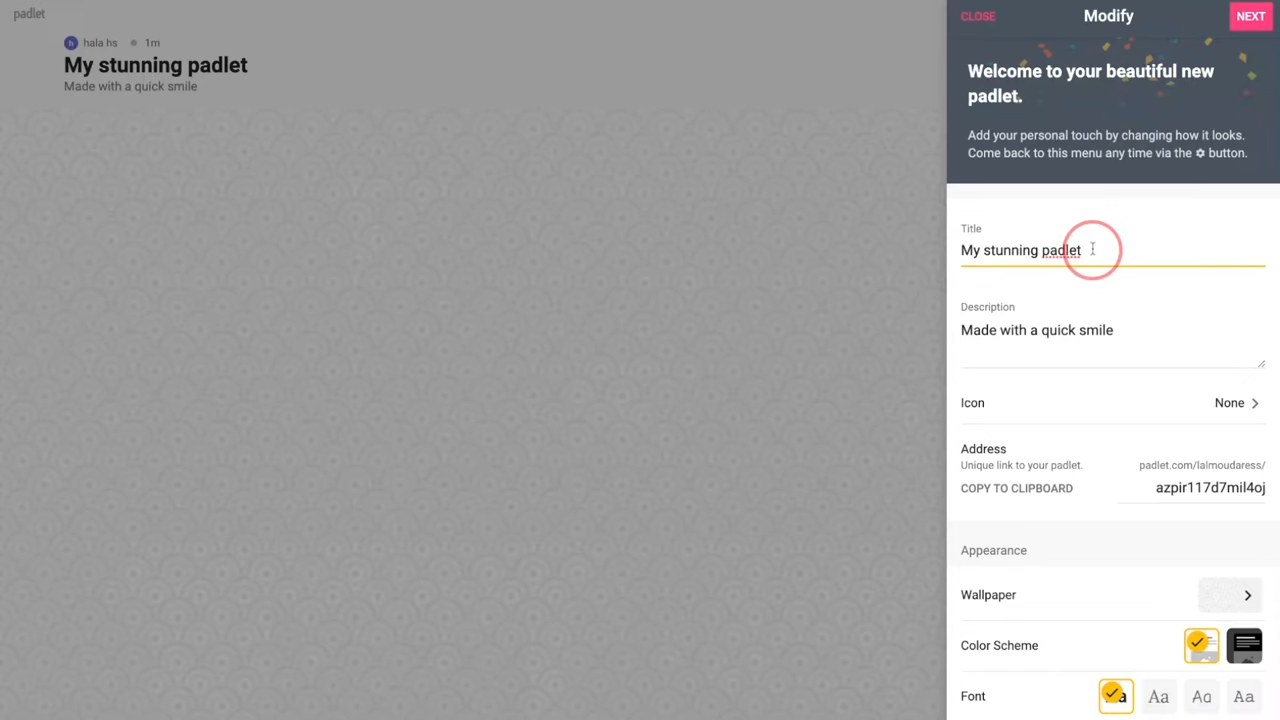 padlet
h hala hs 1m
My stunning padlet
Made with a quick smile
CLOSE Modify NEXT
Welcome to your beautiful new
padlet.
Add your personal touch by changing how it looks.
Come back to this menu any time via the button.
Title
My stunning padlet
Description
Made with a quick smile
Icon None
Address
Unique link to your padlet. padlet.com/laimoudaress/
COPY TO CLIPBOARD azpir117d7mil4oj
Appearance
Wallpaper
Color Scheme
Font Aa Aa Aa